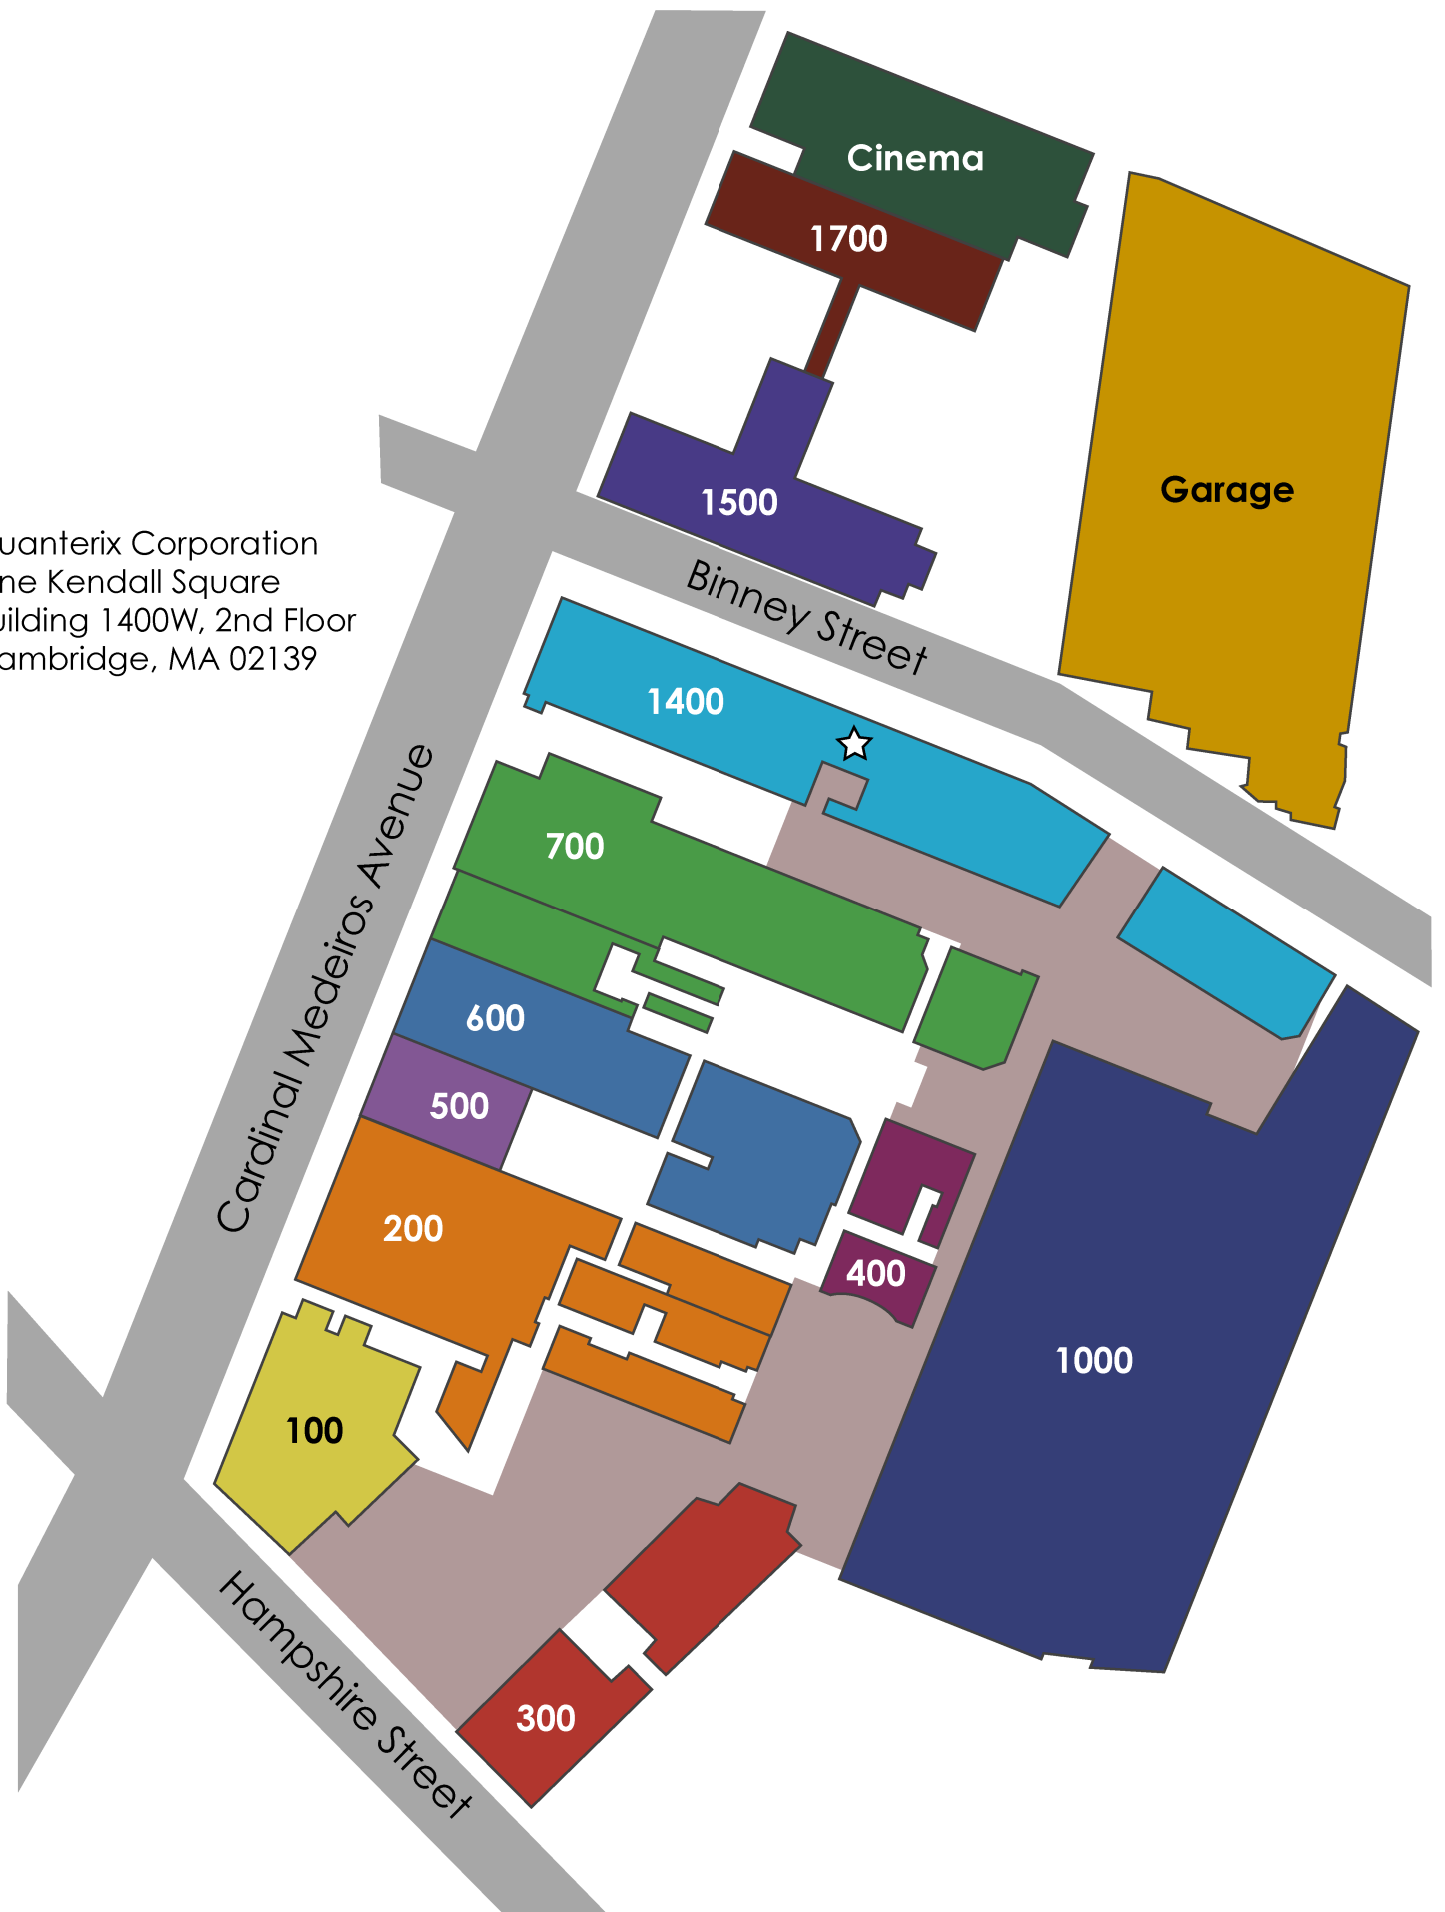 Cinema
1700
Garage
1500
uanterix Corporation
ne Kendall Square
uilding 1400W, 2nd Floor
ambridge, MA 02139
Binney Street
1400
700
Cardinal Medeiros Avenue
600
500
200
400
1000
100
Hampshire Street
300